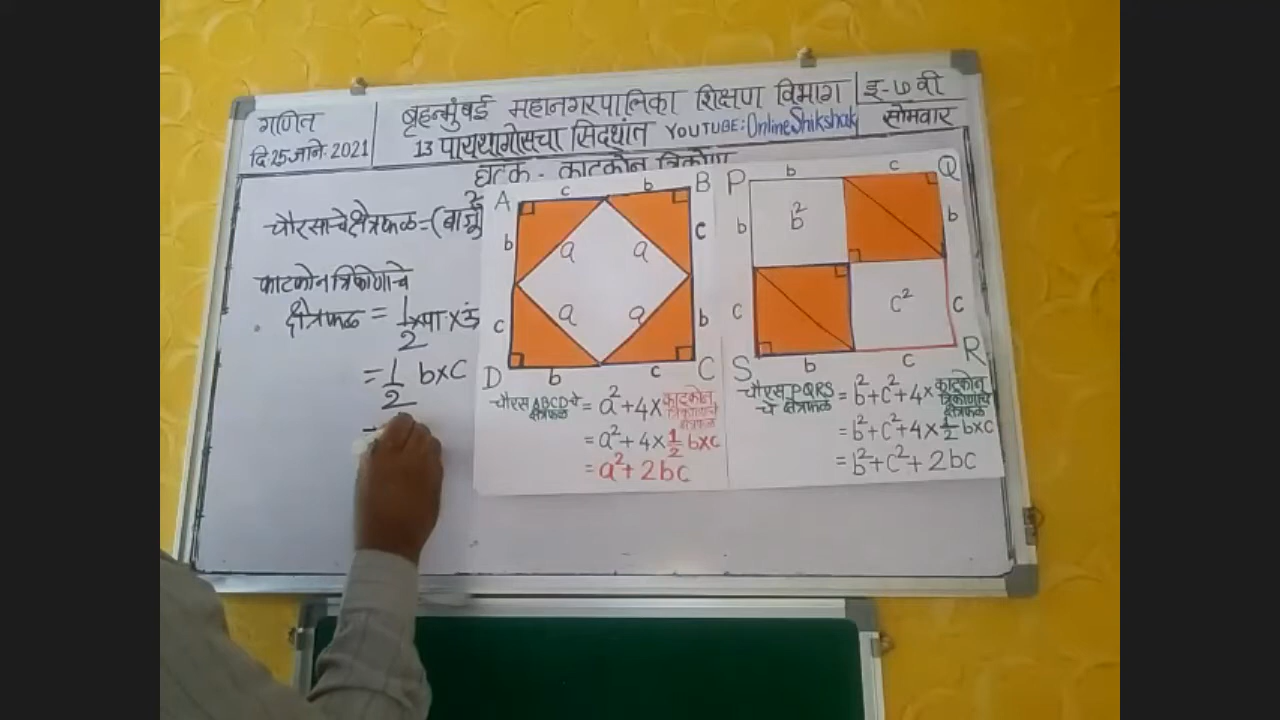 गणित
दि 25 जाने. 2021
बृहन्मुंबई महानगरपालिका शिक्षण विभाग
13 पायथागोसचा सिद्धांत YOUTUBE: OnlineShikshak
घटक - काटकोन त्रिकोण
इ-७ वी
सोमवार
चौरसाचे क्षेत्रफळ = (बाजू)²
काटकोन त्रिकोणाचे
क्षेत्रफळ = 1/2 × पा × उं
= 1/2 b×c
=
A c b B
b a a c
c a a b
D b c C
चौरस ABCD चे क्षेत्रफळ = a² + 4 × काटकोन त्रिकोणाचे क्षेत्रफळ
= a² + 4 × 1/2 b×c
= a² + 2bc
P b c Q
b b² b
c c² c
S b c R
चौरस PQRS चे क्षेत्रफळ = b² + c² + 4 × काटकोन त्रिकोणाचे क्षेत्रफळ
= b² + c² + 4 × 1/2 b×c
= b² + c² + 2bc